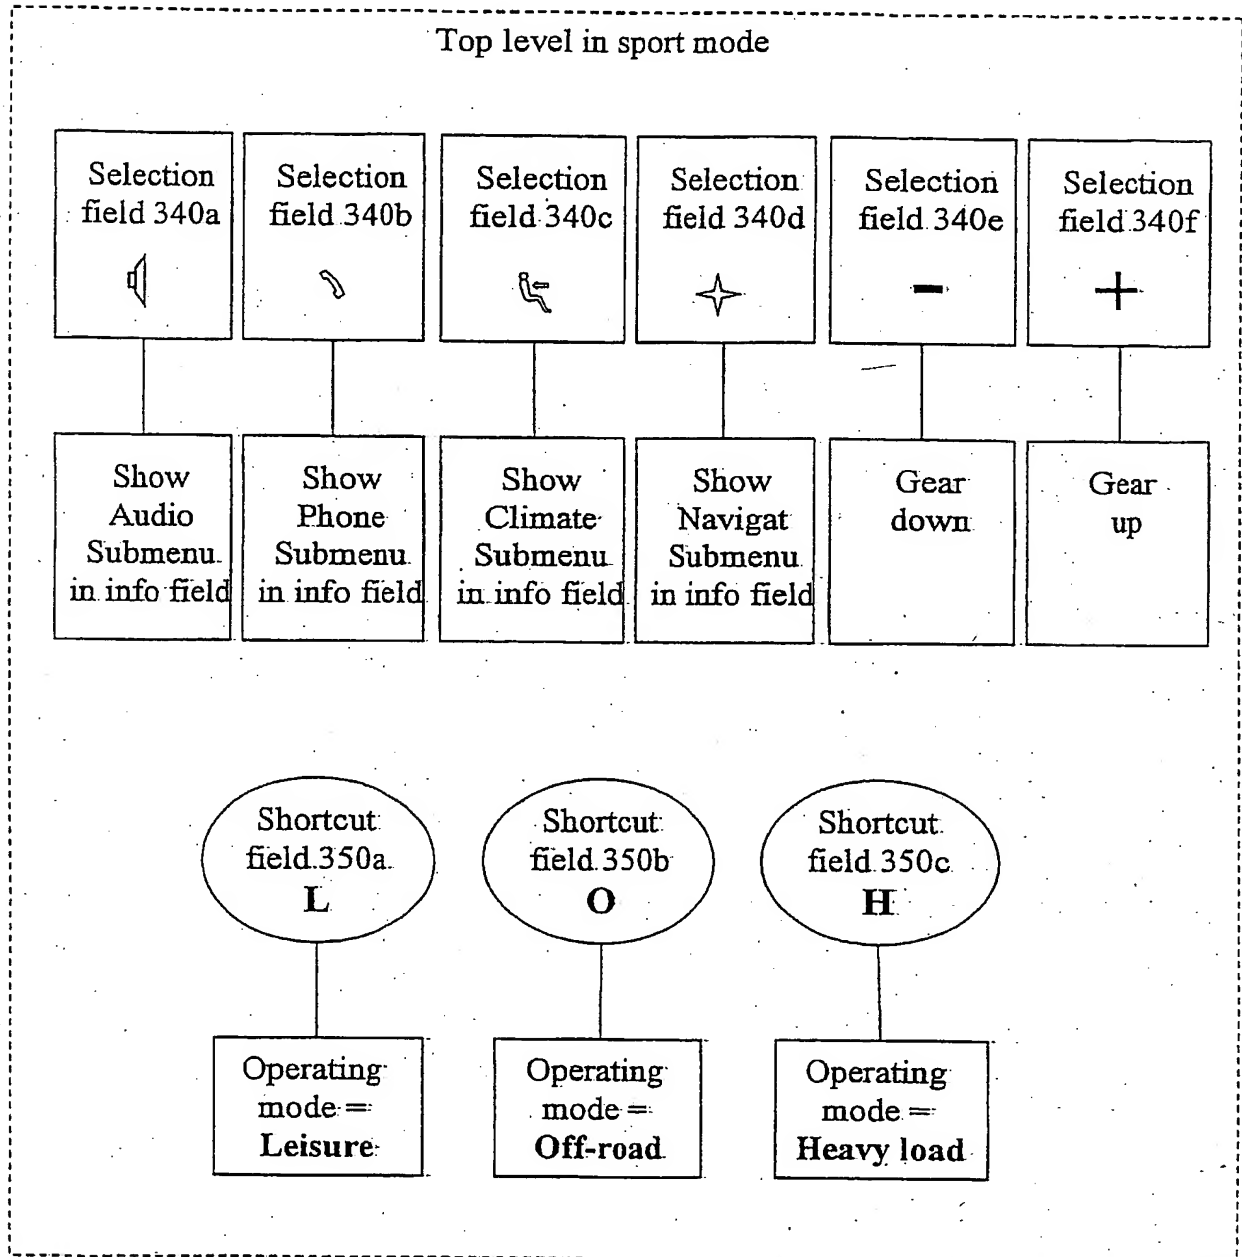 Top level in sport mode
Selection
field 340a
Selection
field 340b
Selection
field 340c
Selection
field 340d
Selection
field 340e
-
Selection
field 340f
+
Show
Audio
Submenu
in info field
Show
Phone
Submenu
in info field
Show
Climate
Submenu
in info field
Show
Navigat
Submenu
in info field
Gear
down
Gear
up
Shortcut
field 350a
L
Shortcut
field 350b
O
Shortcut
field 350c
H
Operating
mode =
Leisure
Operating
mode =
Off-road
Operating
mode =
Heavy load